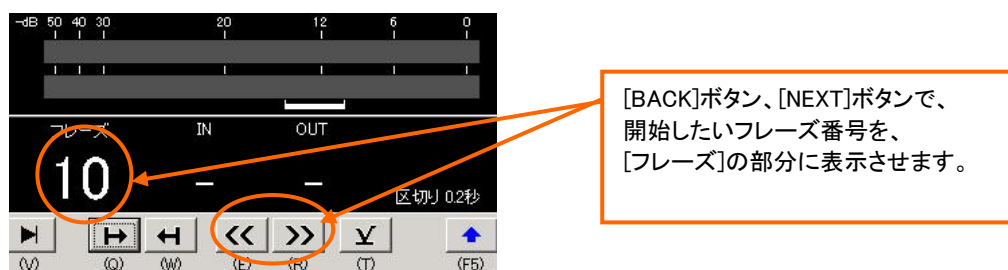 -dB 50 40 30 20 12 6 0
フレーズ IN OUT
10 – –
区切り 0.2秒
(V) (Q) (W) (E) (R) (T) (F5)
[BACK]ボタン、[NEXT]ボタンで、
開始したいフレーズ番号を、
[フレーズ]の部分に表示させます。